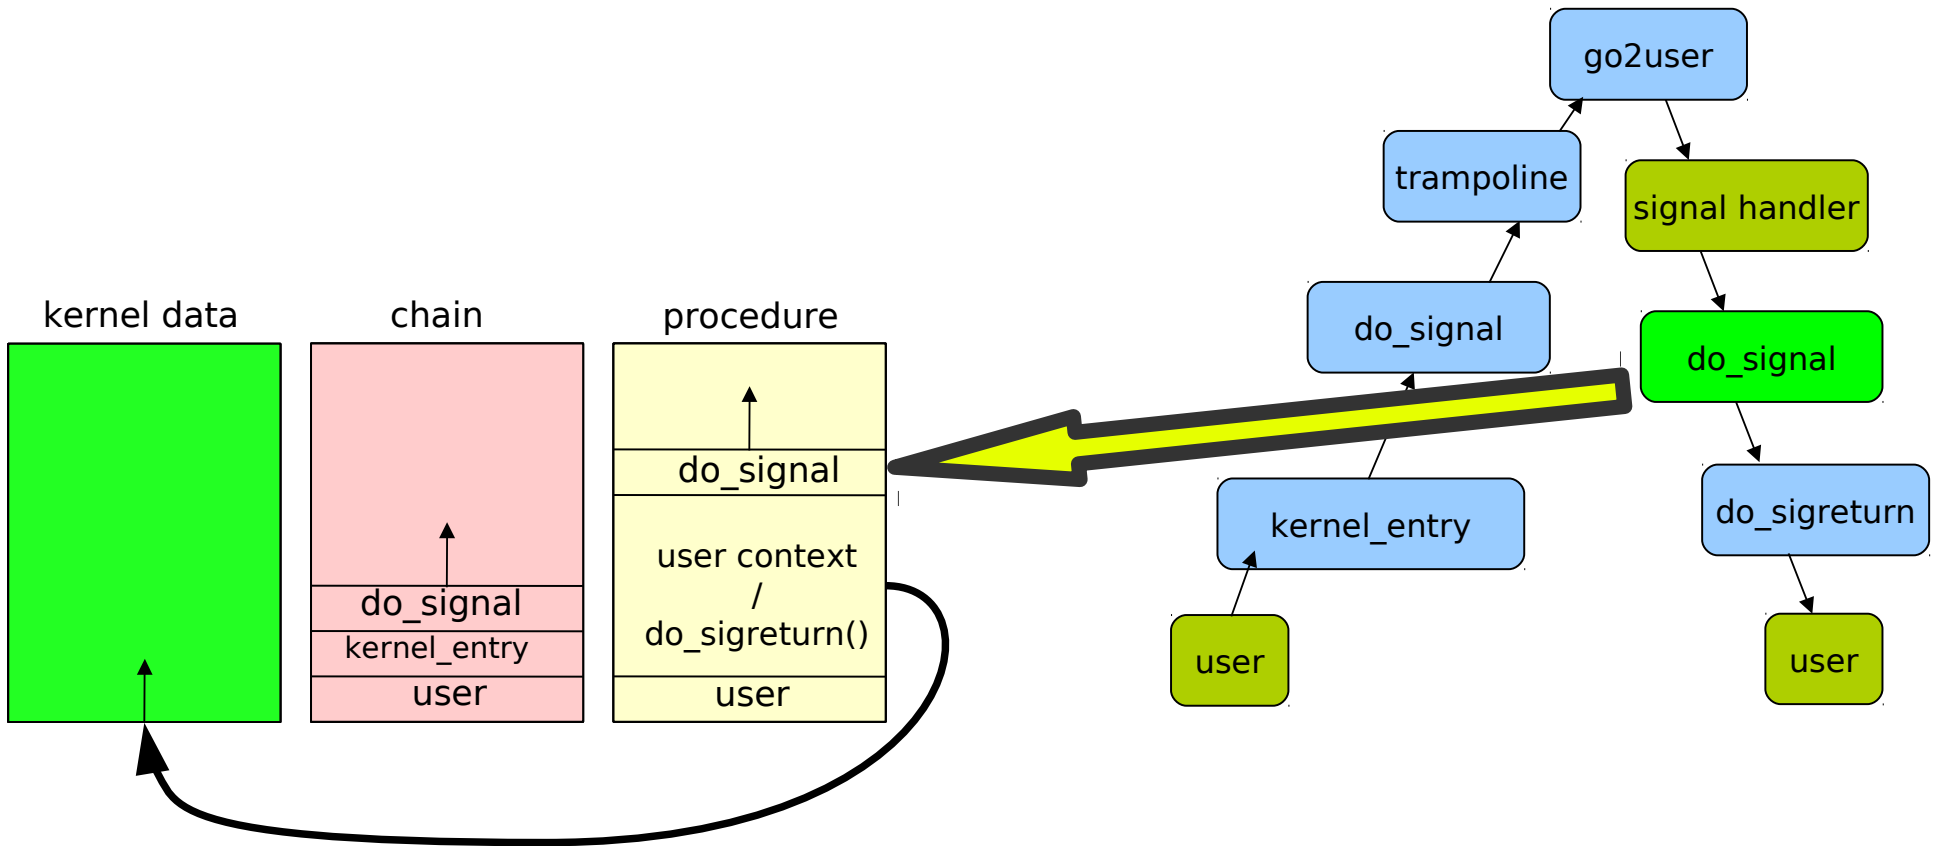 kernel data
chain
do_signal
kernel_entry
user
procedure
do_signal
user context
/
do_sigreturn()
user
go2user
trampoline
signal handler
do_signal
do_signal
kernel_entry
do_sigreturn
user
user